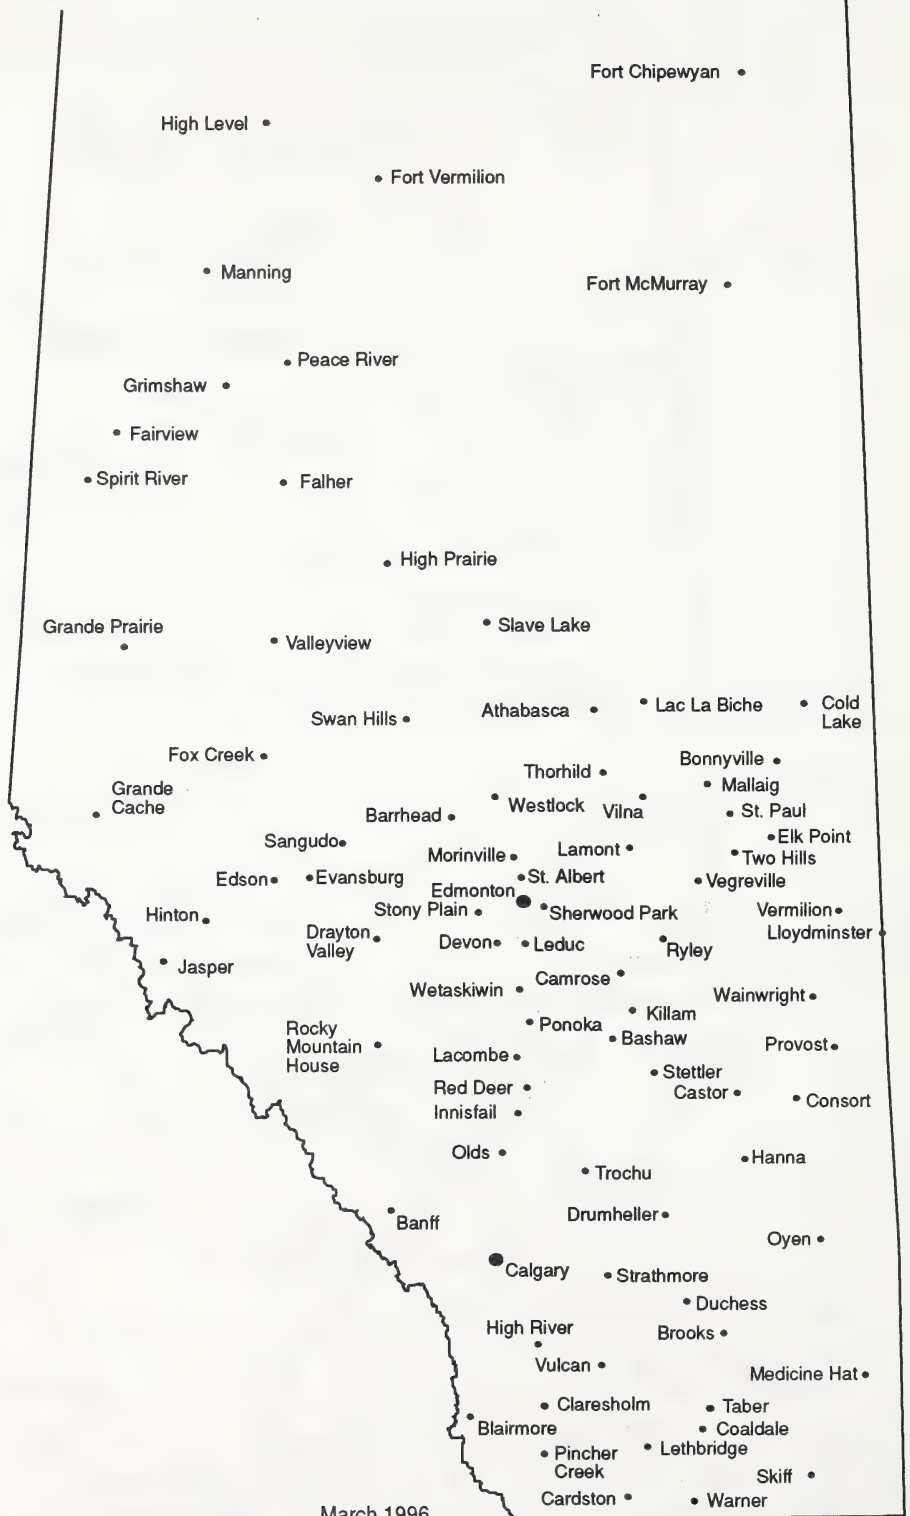 Fort Chipewyan
High Level
Fort Vermilion
Manning
Fort McMurray
Peace River
Grimshaw
Fairview
Spirit River
Falher
High Prairie
Grande Prairie
Slave Lake
Valleyview
Swan Hills
Athabasca
Lac La Biche
Cold
Lake
Fox Creek
Bonnyville
Thorhild
Mallaig
Grande
Cache
Westlock
Vilna
St. Paul
Barrhead
Elk Point
Sangudo
Lamont
Morinville
Two Hills
Edson
Evansburg
St. Albert
Vegreville
Edmonton
Stony Plain
Sherwood Park
Vermilion
Hinton
Lloydminster
Drayton
Valley
Devon
Leduc
Ryley
Jasper
Camrose
Wetaskiwin
Wainwright
Killam
Ponoka
Rocky
Mountain
House
Bashaw
Provost
Lacombe
Stettler
Red Deer
Castor
Consort
Innisfail
Olds
Hanna
Trochu
Banff
Drumheller
Oyen
Calgary
Strathmore
Duchess
High River
Brooks
Vulcan
Medicine Hat
Claresholm
Taber
Blairmore
Coaldale
Pincher
Creek
Lethbridge
Skiff
Cardston
Warner
March 1996